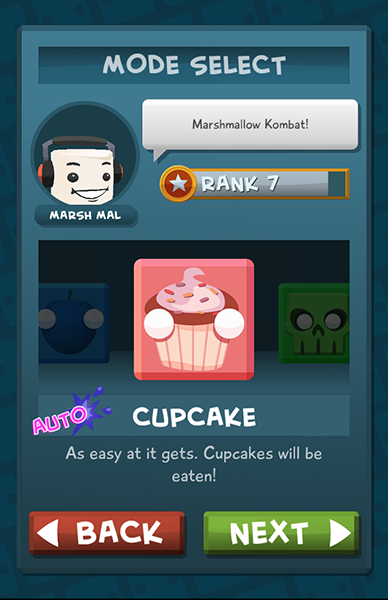 MODE SELECT
Marshmallow Kombat!
RANK 7
MARSH MAL
AUTO
CUPCAKE
As easy at it gets. Cupcakes will be
eaten!
BACK
NEXT